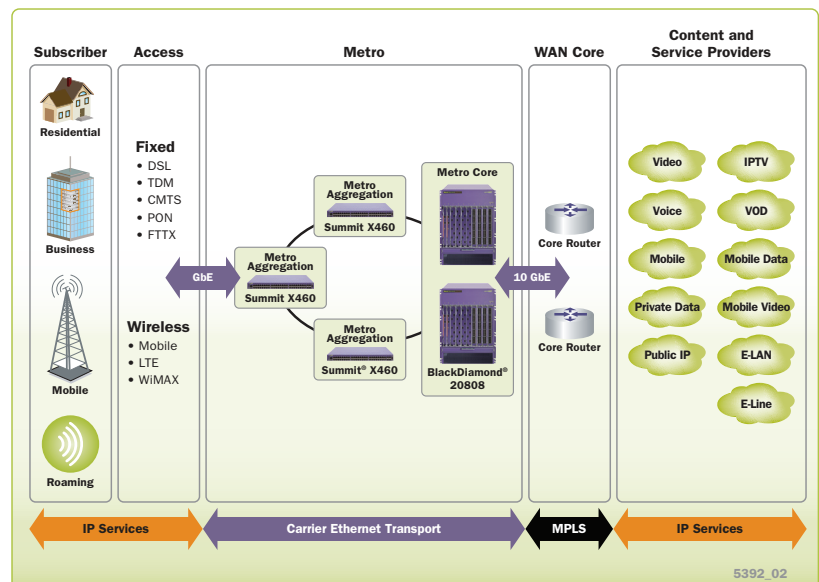 Subscriber
Access
Metro
WAN Core
Content and
Service Providers
Residential
Business
Mobile
Roaming
Fixed
• DSL
• TDM
• CMTS
• PON
• FTTX
Wireless
• Mobile
• LTE
• WiMAX
GbE
Metro
Aggregation
Summit X460
Metro
Aggregation
Summit X460
Metro
Aggregation
Summit® X460
Metro Core
BlackDiamond®
20808
10 GbE
Core Router
Core Router
Video
IPTV
Voice
VOD
Mobile
Mobile Data
Private Data
Mobile Video
Public IP
E-LAN
E-Line
IP Services
Carrier Ethernet Transport
MPLS
IP Services
5392_02